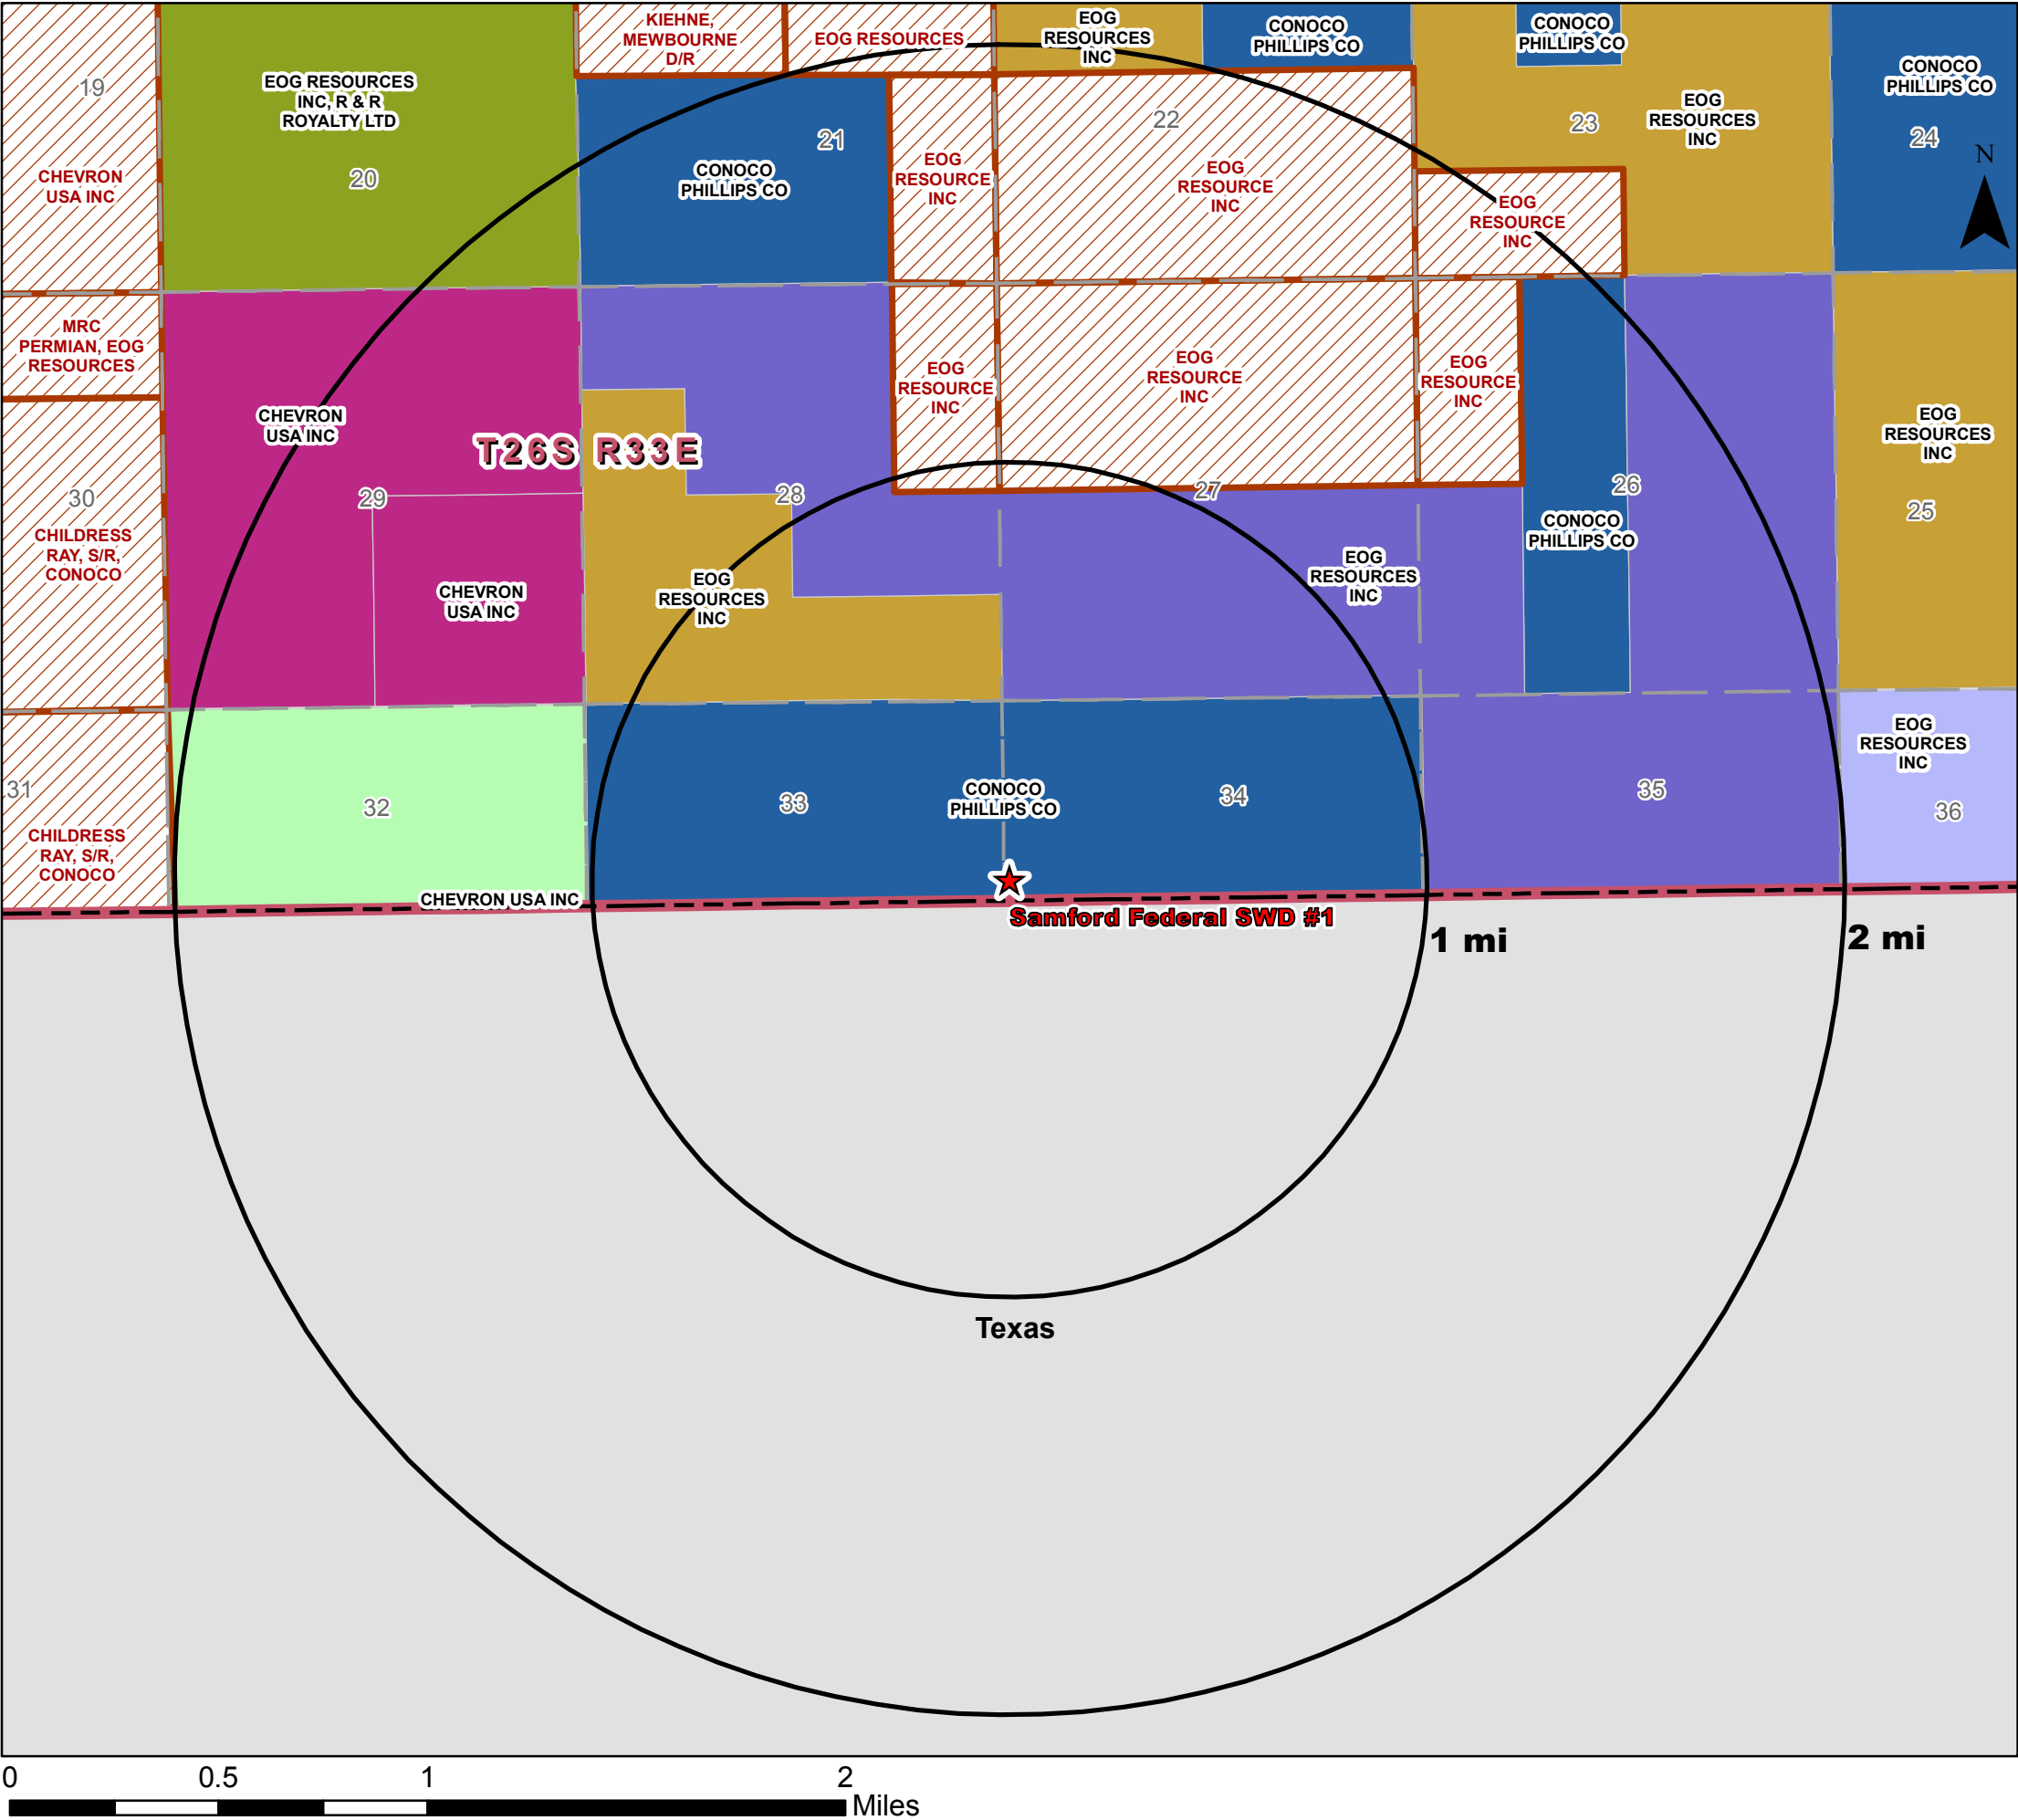 KIEHNE,
MEWBOURNE
D/R
EOG RESOURCES
EOG
RESOURCES
INC
CONOCO
PHILLIPS CO
CONOCO
PHILLIPS CO
CONOCO
PHILLIPS CO
19
EOG RESOURCES
INC, R & R
ROYALTY LTD
20
CHEVRON
USA INC
21
CONOCO
PHILLIPS CO
EOG
RESOURCE
INC
22
EOG
RESOURCE
INC
23
EOG
RESOURCES
INC
24
N
EOG
RESOURCE
INC
MRC
PERMIAN, EOG
RESOURCES
CHEVRON
USA INC
T26S R33E
EOG
RESOURCE
INC
EOG
RESOURCE
INC
EOG
RESOURCE
INC
EOG
RESOURCES
INC
30
29
28
27
26
25
CHILDRESS
RAY, S/R,
CONOCO
CHEVRON
USA INC
EOG
RESOURCES
INC
EOG
RESOURCES
INC
CONOCO
PHILLIPS CO
EOG
RESOURCES
INC
31
32
33
CONOCO
PHILLIPS CO
34
35
36
CHILDRESS
RAY, S/R,
CONOCO
CHEVRON USA INC
Samford Federal SWD #1
1 mi
2 mi
Texas
0 0.5 1 2
Miles